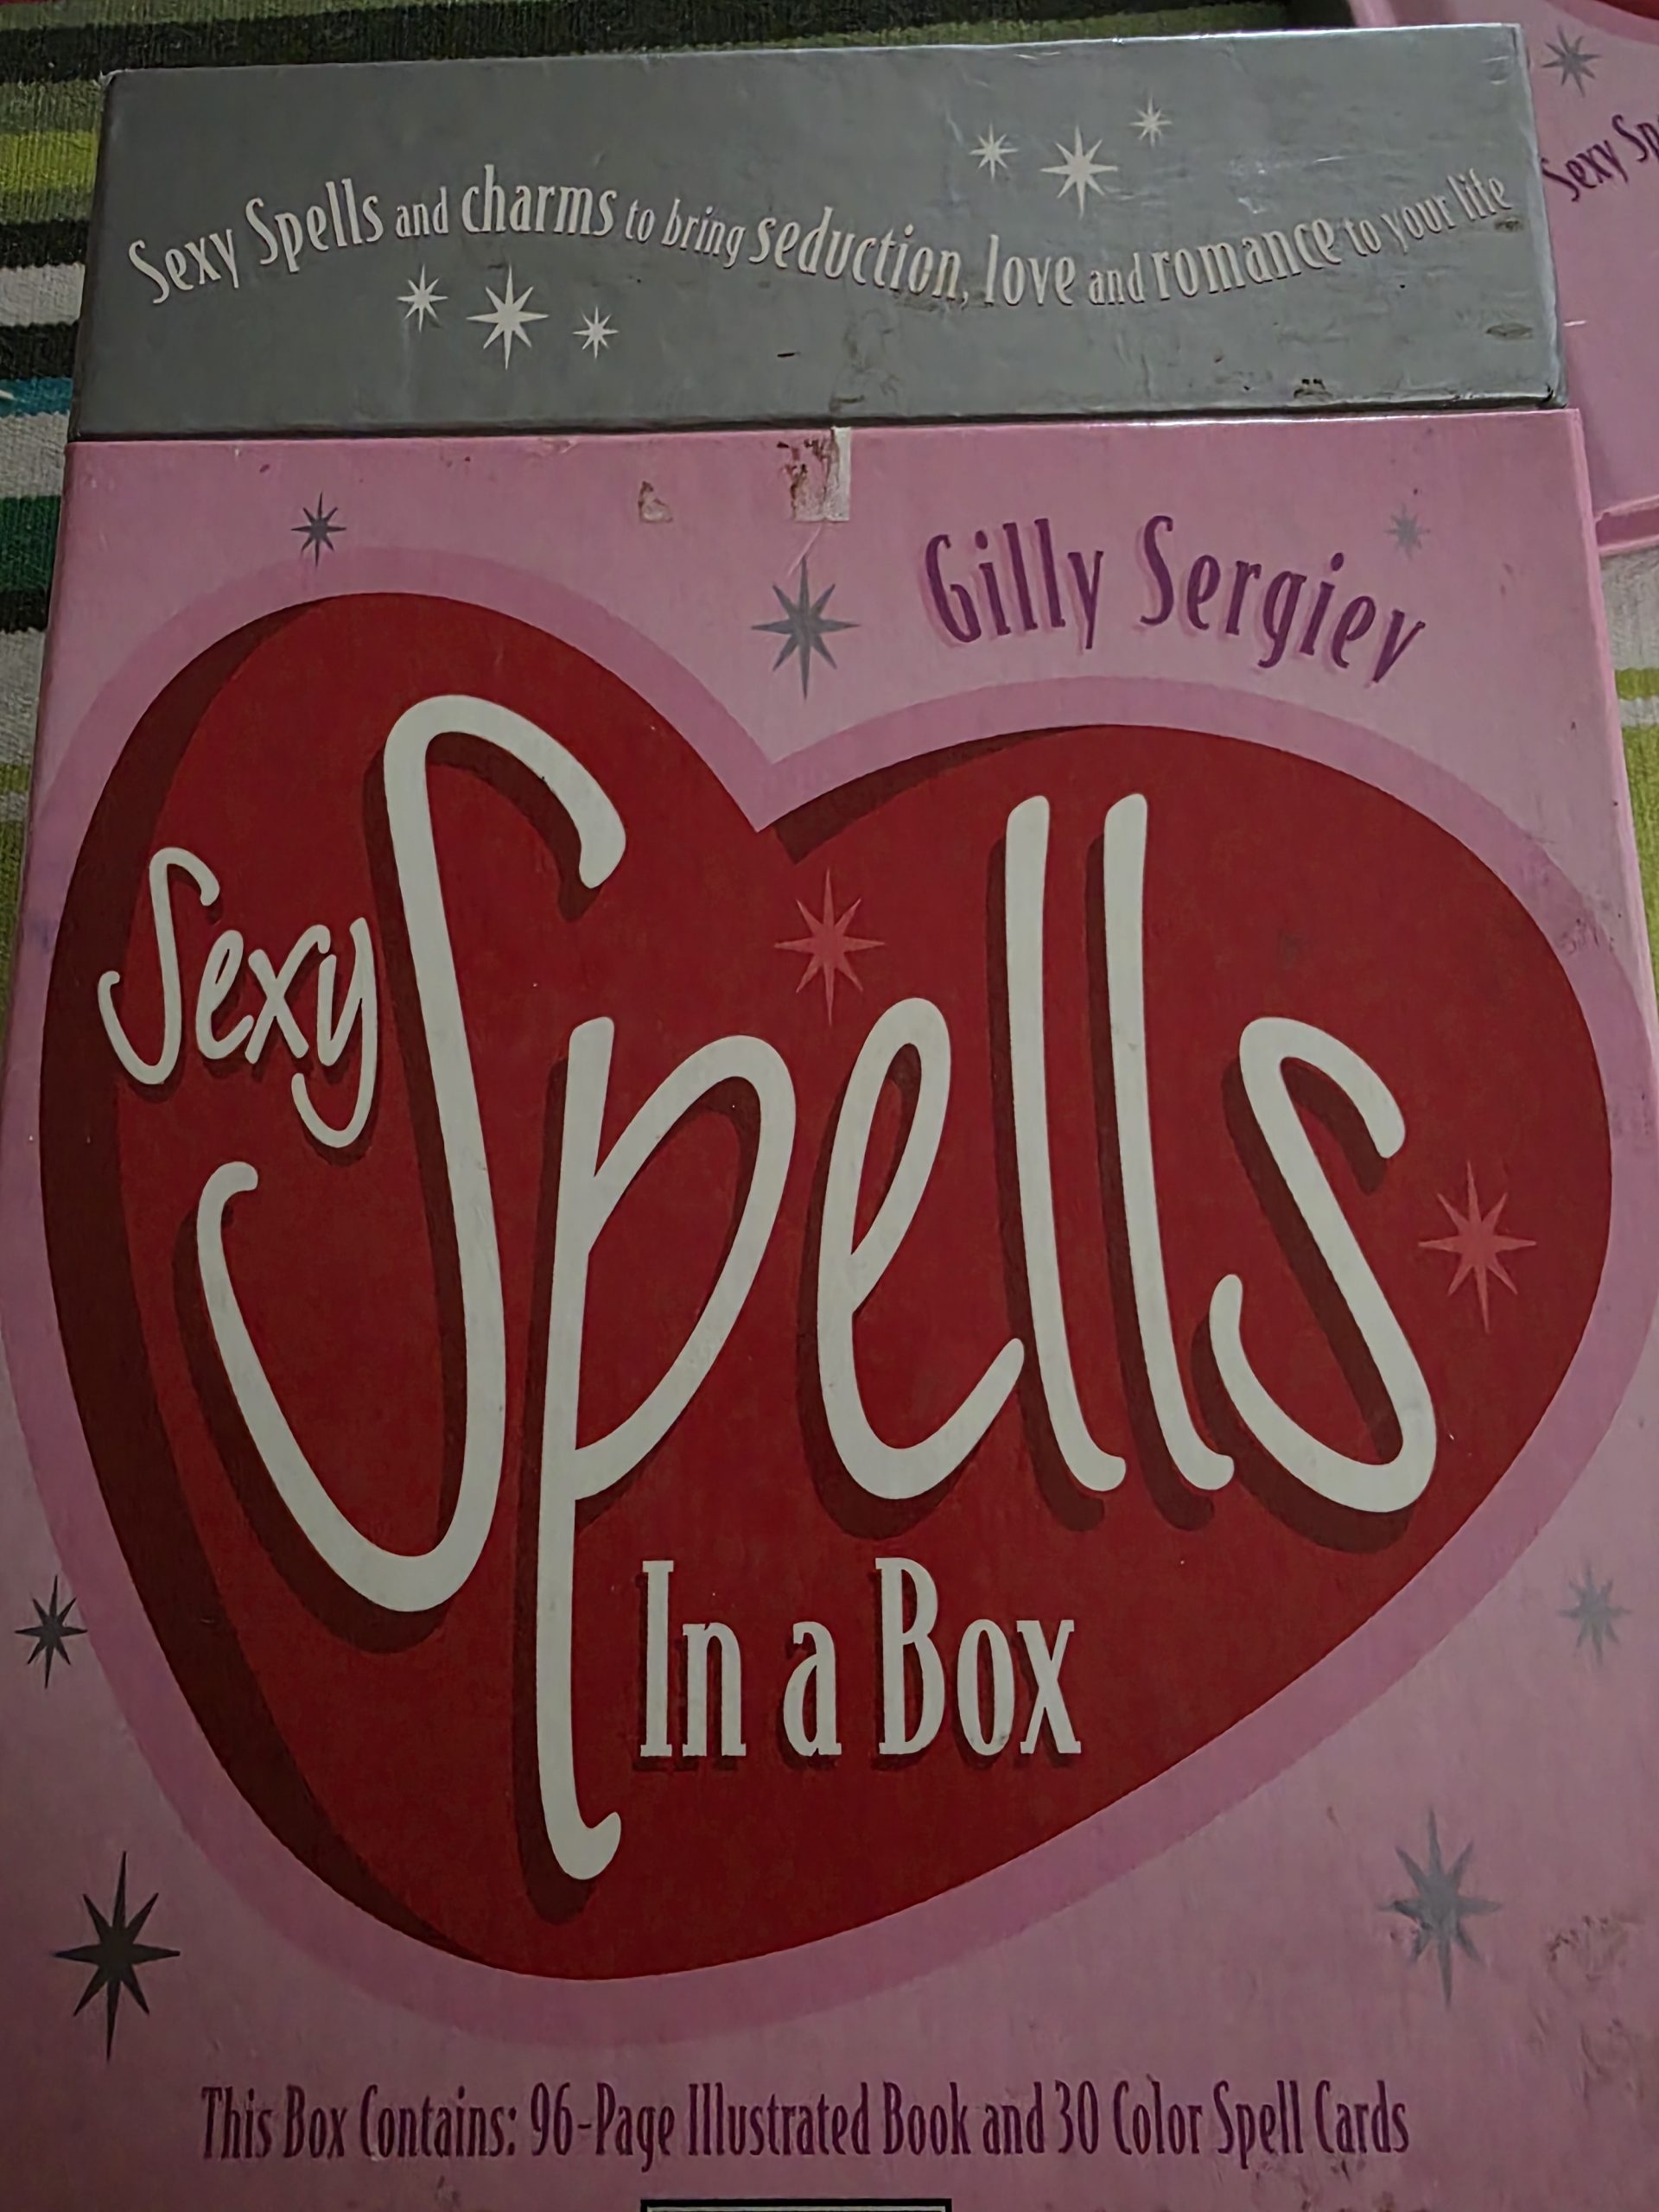 Sexy Spells and charms to bring seduction, love and romance to your life
Sexy
Gilly Sergiev
Sexy
Spells
In a Box
This Box Contains: 96-Page Illustrated Book and 30 Color Spell Cards